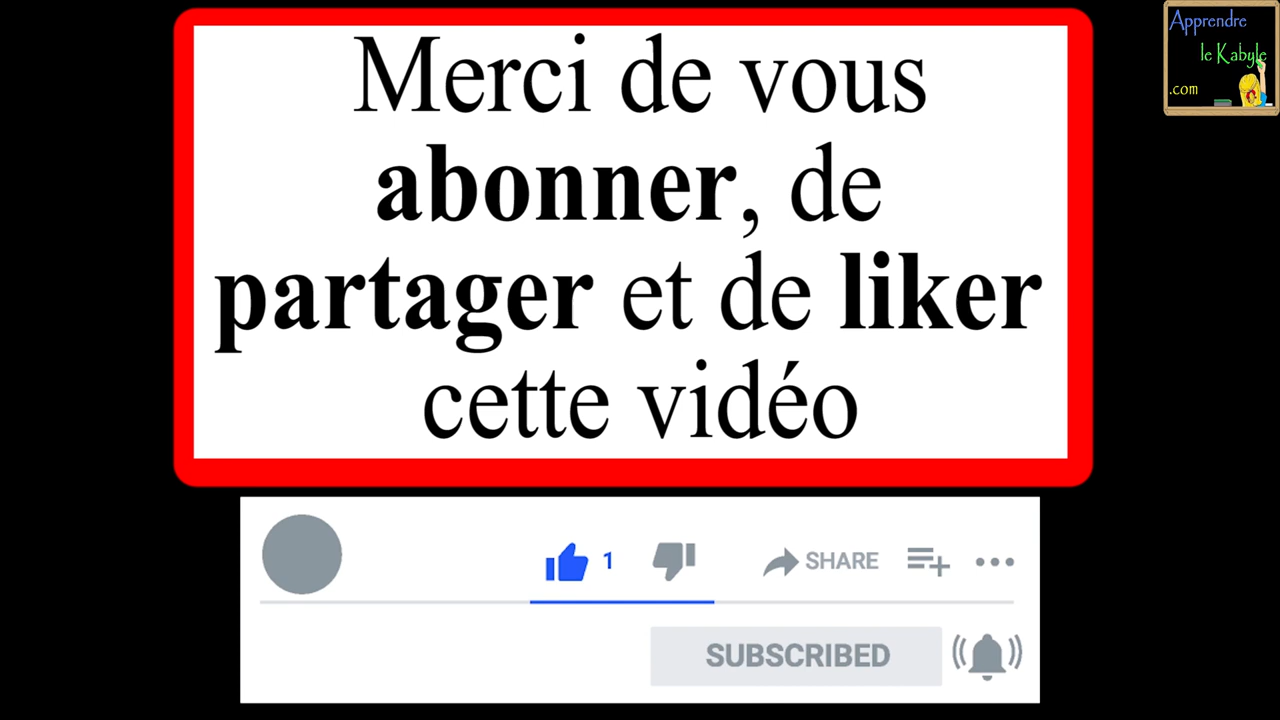 Merci de vous
abonner, de
partager et de liker
cette vidéo
Apprendre
le Kabyle
.com
1
SHARE
SUBSCRIBED